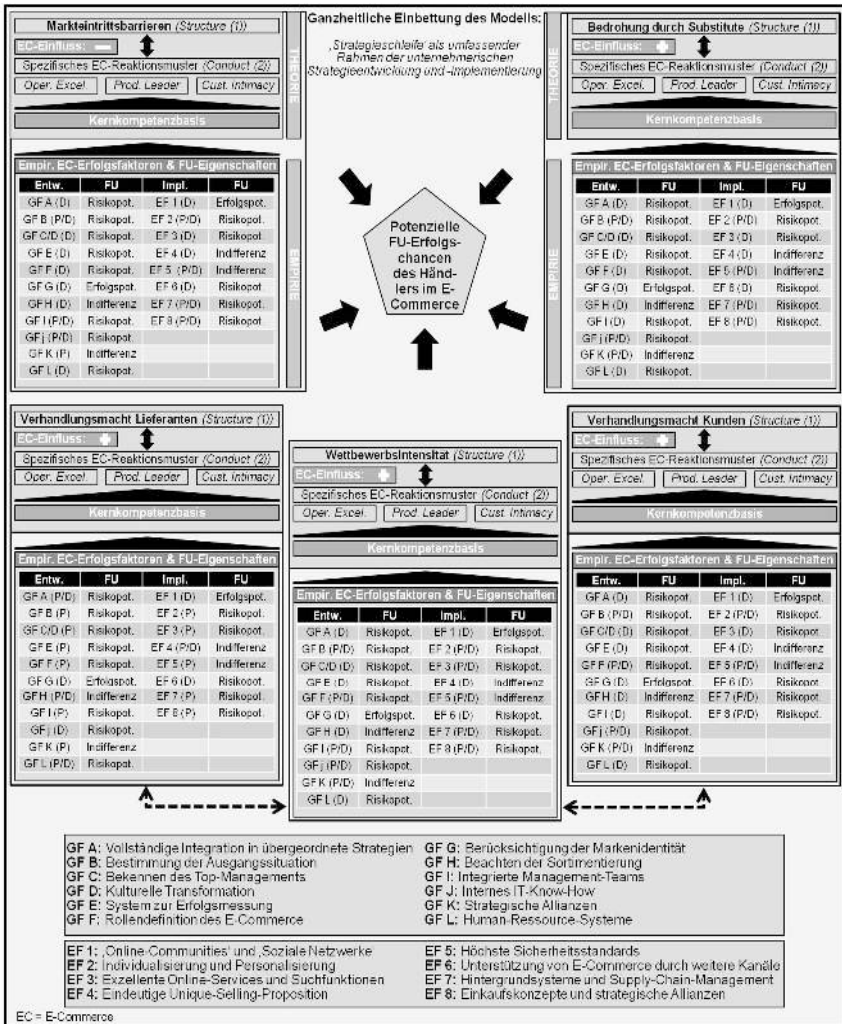 Markteintrittsbarrieren (Structure (1))
EC-Einfluss: −
Spezifisches EC-Reaktionsmuster (Conduct (2))
Oper. Excel. Prod. Leader Cust. Intimacy
Kernkompetenzbasis
THEORIE
Ganzheitliche Einbettung des Modells:
‚Strategieschleife' als umfassender
Rahmen der unternehmerischen
Strategieentwicklung und -implementierung
THEORIE
Bedrohung durch Substitute (Structure (1))
EC-Einfluss: +
Spezifisches EC-Reaktionsmuster (Conduct (2))
Oper. Excel. Prod. Leader Cust. Intimacy
Kernkompetenzbasis
Empir. EC-Erfolgsfaktoren & FU-Eigenschaften
Entw. FU Impl. FU
GF A (D) Risikopot. EF 1 (D) Erfolgspot.
GF B (P/D) Risikopot. EF 2 (P/D) Risikopot.
GF C/D (D) Risikopot. EF 3 (D) Risikopot.
GF E (D) Risikopot. EF 4 (D) Indifferenz
GF F (D) Risikopot. EF 5 (P/D) Indifferenz
GF G (D) Erfolgspot. EF 6 (D) Risikopot.
GF H (D) Indifferenz EF 7 (P/D) Risikopot.
GF I (P/D) Risikopot. EF 8 (P/D) Risikopot.
GF j (P/D) Risikopot.
GF K (P) Indifferenz
GF L (D) Risikopot.
EMPIRIE
Potenzielle
FU-Erfolgs-
chancen
des Händ-
lers im E-
Commerce
EMPIRIE
Empir. EC-Erfolgsfaktoren & FU-Eigenschaften
Entw. FU Impl. FU
GF A (D) Risikopot. EF 1 (D) Erfolgspot.
GF B (P/D) Risikopot. EF 2 (P/D) Risikopot.
GF C/D (D) Risikopot. EF 3 (D) Risikopot.
GF E (D) Risikopot. EF 4 (D) Indifferenz
GF F (D) Risikopot. EF 5 (P/D) Indifferenz
GF G (D) Erfolgspot. EF 6 (D) Risikopot.
GF H (D) Indifferenz EF 7 (P/D) Risikopot.
GF I (D) Risikopot. EF 8 (P/D) Risikopot.
GF j (P/D) Risikopot.
GF K (P/D) Indifferenz
GF L (D) Risikopot.
Verhandlungsmacht Lieferanten (Structure (1))
EC-Einfluss: +
Spezifisches EC-Reaktionsmuster (Conduct (2))
Oper. Excel. Prod. Leader Cust. Intimacy
Kernkompetenzbasis
Empir. EC-Erfolgsfaktoren & FU-Eigenschaften
Entw. FU Impl. FU
GF A (P/D) Risikopot. EF 1 (D) Erfolgspot.
GF B (P) Risikopot. EF 2 (P) Risikopot.
GF C/D (P) Risikopot. EF 3 (P) Risikopot.
GF E (P) Risikopot. EF 4 (P/D) Indifferenz
GF F (P) Risikopot. EF 5 (P) Indifferenz
GF G (D) Erfolgspot. EF 6 (D) Risikopot.
GF H (P/D) Indifferenz EF 7 (P) Risikopot.
GF I (P) Risikopot. EF 8 (P) Risikopot.
GF j (D) Risikopot.
GF K (P) Indifferenz
GF L (P/D) Risikopot.
Wettbewerbsintensität (Structure (1))
EC-Einfluss: +
Spezifisches EC-Reaktionsmuster (Conduct (2))
Oper. Excel. Prod. Leader Cust. Intimacy
Kernkompetenzbasis
Empir. EC-Erfolgsfaktoren & FU-Eigenschaften
Entw. FU Impl. FU
GF A (D) Risikopot. EF 1 (D) Erfolgspot.
GF B (P/D) Risikopot. EF 2 (P/D) Risikopot.
GF C/D (D) Risikopot. EF 3 (P/D) Risikopot.
GF E (D) Risikopot. EF 4 (D) Indifferenz
GF F (P/D) Risikopot. EF 5 (P/D) Indifferenz
GF G (D) Erfolgspot. EF 6 (D) Risikopot.
GF H (D) Indifferenz EF 7 (P/D) Risikopot.
GF I (P/D) Risikopot. EF 8 (P/D) Risikopot.
GF j (P/D) Risikopot.
GF K (P/D) Indifferenz
GF L (D) Risikopot.
Verhandlungsmacht Kunden (Structure (1))
EC-Einfluss: +
Spezifisches EC-Reaktionsmuster (Conduct (2))
Oper. Excel. Prod. Leader Cust. Intimacy
Kernkompetenzbasis
Empir. EC-Erfolgsfaktoren & FU-Eigenschaften
Entw. FU Impl. FU
GF A (D) Risikopot. EF 1 (D) Erfolgspot.
GF B (P/D) Risikopot. EF 2 (P/D) Risikopot.
GF C/D (D) Risikopot. EF 3 (D) Risikopot.
GF E (D) Risikopot. EF 4 (D) Indifferenz
GF F (P/D) Risikopot. EF 5 (P/D) Indifferenz
GF G (D) Erfolgspot. EF 6 (D) Risikopot.
GF H (D) Indifferenz EF 7 (P/D) Risikopot.
GF I (D) Risikopot. EF 8 (P/D) Risikopot.
GF j (P/D) Risikopot.
GF K (P/D) Indifferenz
GF L (D) Risikopot.
GF A: Vollständige Integration in übergeordnete Strategien
GF B: Bestimmung der Ausgangssituation
GF C: Bekennen des Top-Managements
GF D: Kulturelle Transformation
GF E: System zur Erfolgsmessung
GF F: Rollendefinition des E-Commerce
GF G: Berücksichtigung der Markenidentität
GF H: Beachten der Sortimentierung
GF I: Integrierte Management-Teams
GF J: Internes IT-Know-How
GF K: Strategische Allianzen
GF L: Human-Ressource-Systeme
EF 1: ‚Online-Communities' und ‚Soziale Netzwerke
EF 2: Individualisierung und Personalisierung
EF 3: Exzellente Online-Services und Suchfunktionen
EF 4: Eindeutige Unique-Selling-Proposition
EF 5: Höchste Sicherheitsstandards
EF 6: Unterstützung von E-Commerce durch weitere Kanäle
EF 7: Hintergrundsysteme und Supply-Chain-Management
EF 8: Einkaufskonzepte und strategische Allianzen
EC = E-Commerce